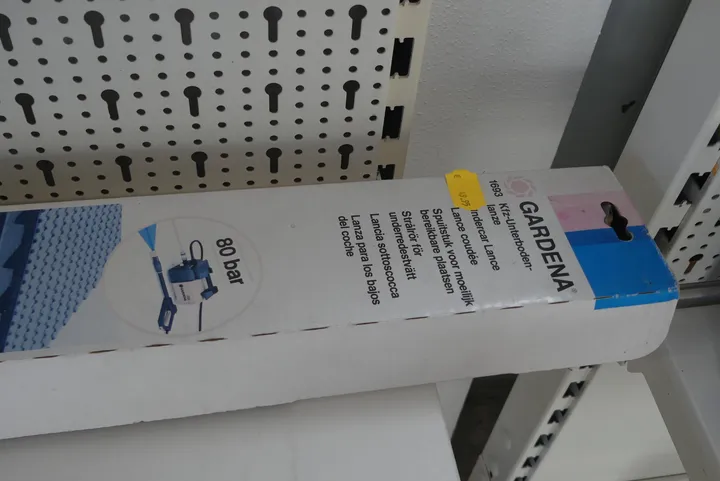 GARDENA®
1693 Kfz-Unterboden-
lanze
Undercar Lance
Lance coudée
Spuitstuk voor moeilijk
bereikbare plaatsen
Strålrör för
underredestvätt
Lancia sottoscocca
Lanza para los bajos
del coche
80 bar